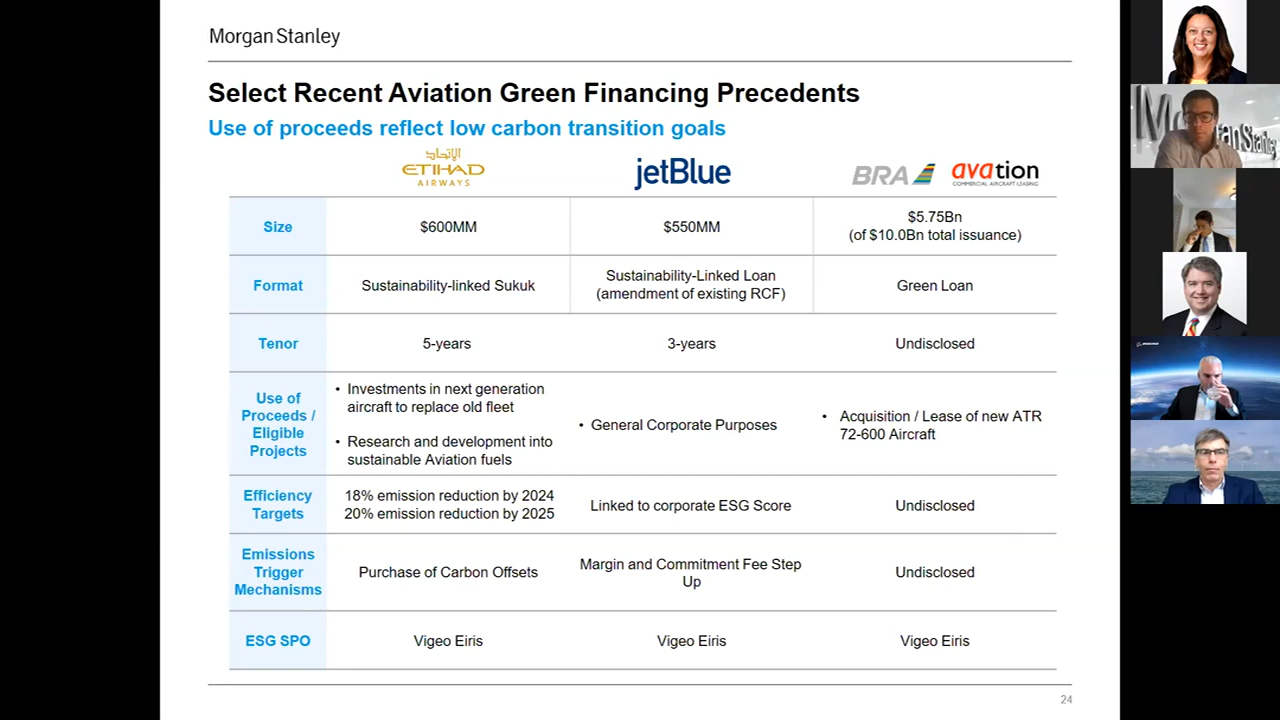 Morgan Stanley
Select Recent Aviation Green Financing Precedents
Use of proceeds reflect low carbon transition goals
الإتحاد
ETIHAD
AIRWAYS
jetBlue
BRA
avation
COMMERCIAL AIRCRAFT LEASING
Size
$600MM
$550MM
$5.75Bn
(of $10.0Bn total issuance)
Format
Sustainability-linked Sukuk
Sustainability-Linked Loan
(amendment of existing RCF)
Green Loan
Tenor
5-years
3-years
Undisclosed
Use of
Proceeds /
Eligible
Projects
• Investments in next generation
aircraft to replace old fleet
• Research and development into
sustainable Aviation fuels
• General Corporate Purposes
• Acquisition / Lease of new ATR
72-600 Aircraft
Efficiency
Targets
18% emission reduction by 2024
20% emission reduction by 2025
Linked to corporate ESG Score
Undisclosed
Emissions
Trigger
Mechanisms
Purchase of Carbon Offsets
Margin and Commitment Fee Step
Up
Undisclosed
ESG SPO
Vigeo Eiris
Vigeo Eiris
Vigeo Eiris
24
BOEING